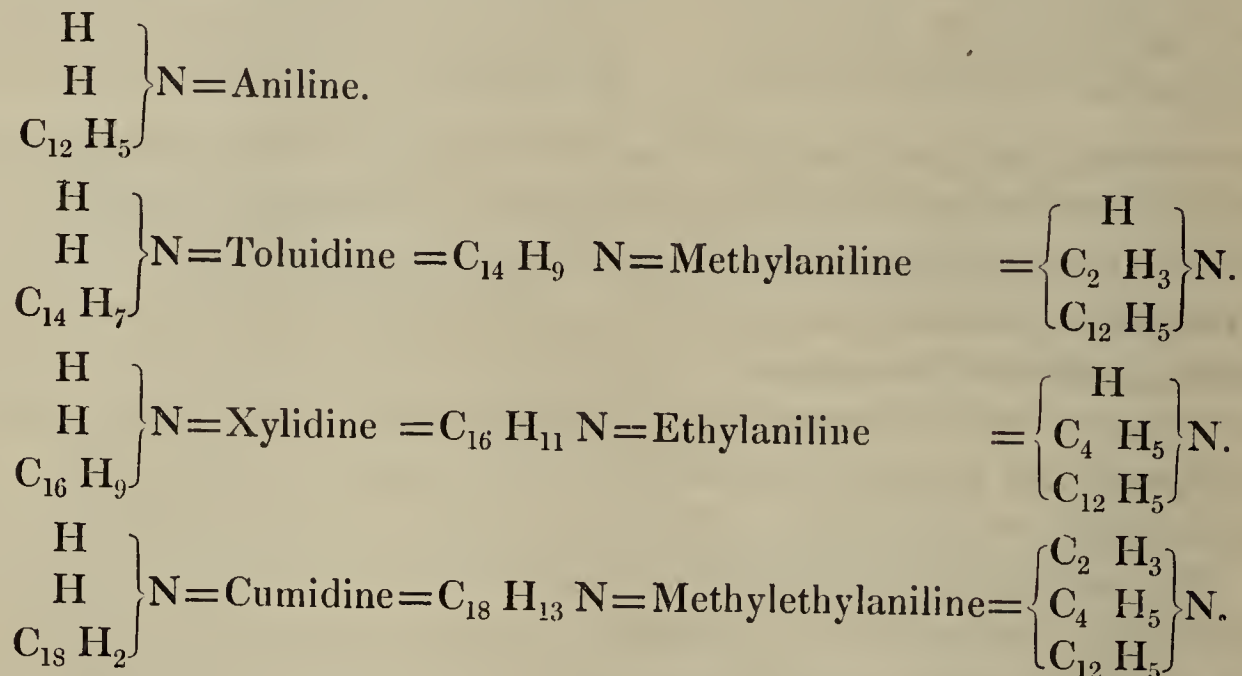 H
H
C₁₂ H₅
} N=Aniline.
H
H
C₁₄ H₇
} N=Toluidine =C₁₄ H₉ N=Methylaniline =
{ H
C₂ H₃
C₁₂ H₅ } N.
H
H
C₁₆ H₉
} N=Xylidine =C₁₆ H₁₁ N=Ethylaniline =
{ H
C₄ H₅
C₁₂ H₅ } N.
H
H
C₁₈ H₂
} N=Cumidine=C₁₈ H₁₃ N=Methylethylaniline=
{ C₂ H₃
C₄ H₅
C₁₂ H₅ } N.